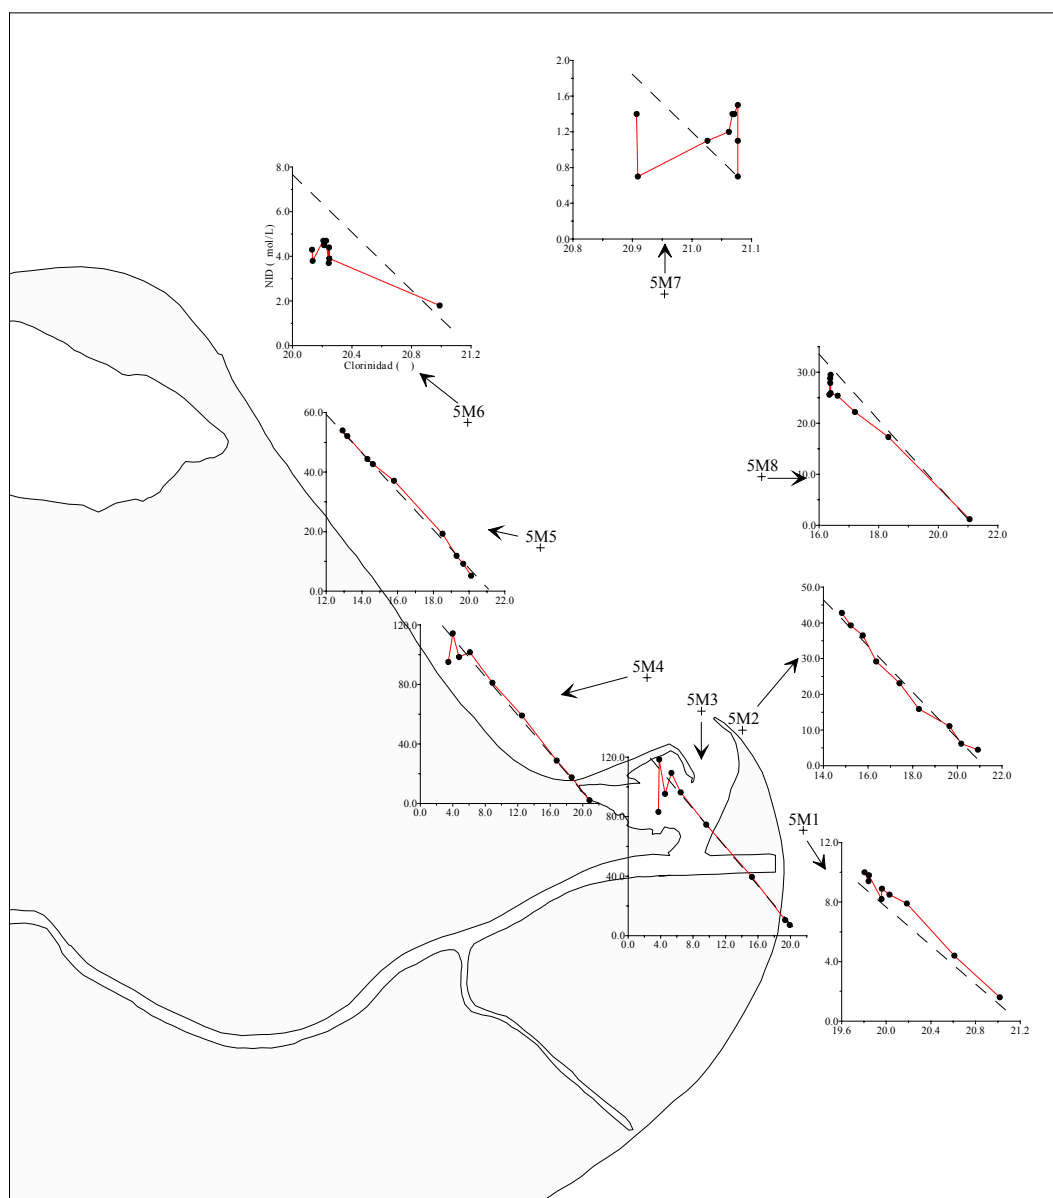 2.0
1.6
1.2
0.8
0.4
0.0
20.8 20.9 21.0 21.1
5M7
+
8.0
6.0
4.0
2.0
0.0
NID ( mol/L)
20.0 20.4 20.8 21.2
Clorinidad ( )
5M6
+
30.0
20.0
10.0
0.0
16.0 18.0 20.0 22.0
5M8
+
60.0
40.0
20.0
0.0
12.0 14.0 16.0 18.0 20.0 22.0
5M5
+
120.0
80.0
40.0
0.0
0.0 4.0 8.0 12.0 16.0 20.0
5M4
+
50.0
40.0
30.0
20.0
10.0
0.0
14.0 16.0 18.0 20.0 22.0
5M3
+
5M2
+
120.0
80.0
40.0
0.0
0.0 4.0 8.0 12.0 16.0 20.0
5M1
+
12.0
8.0
4.0
0.0
19.6 20.0 20.4 20.8 21.2